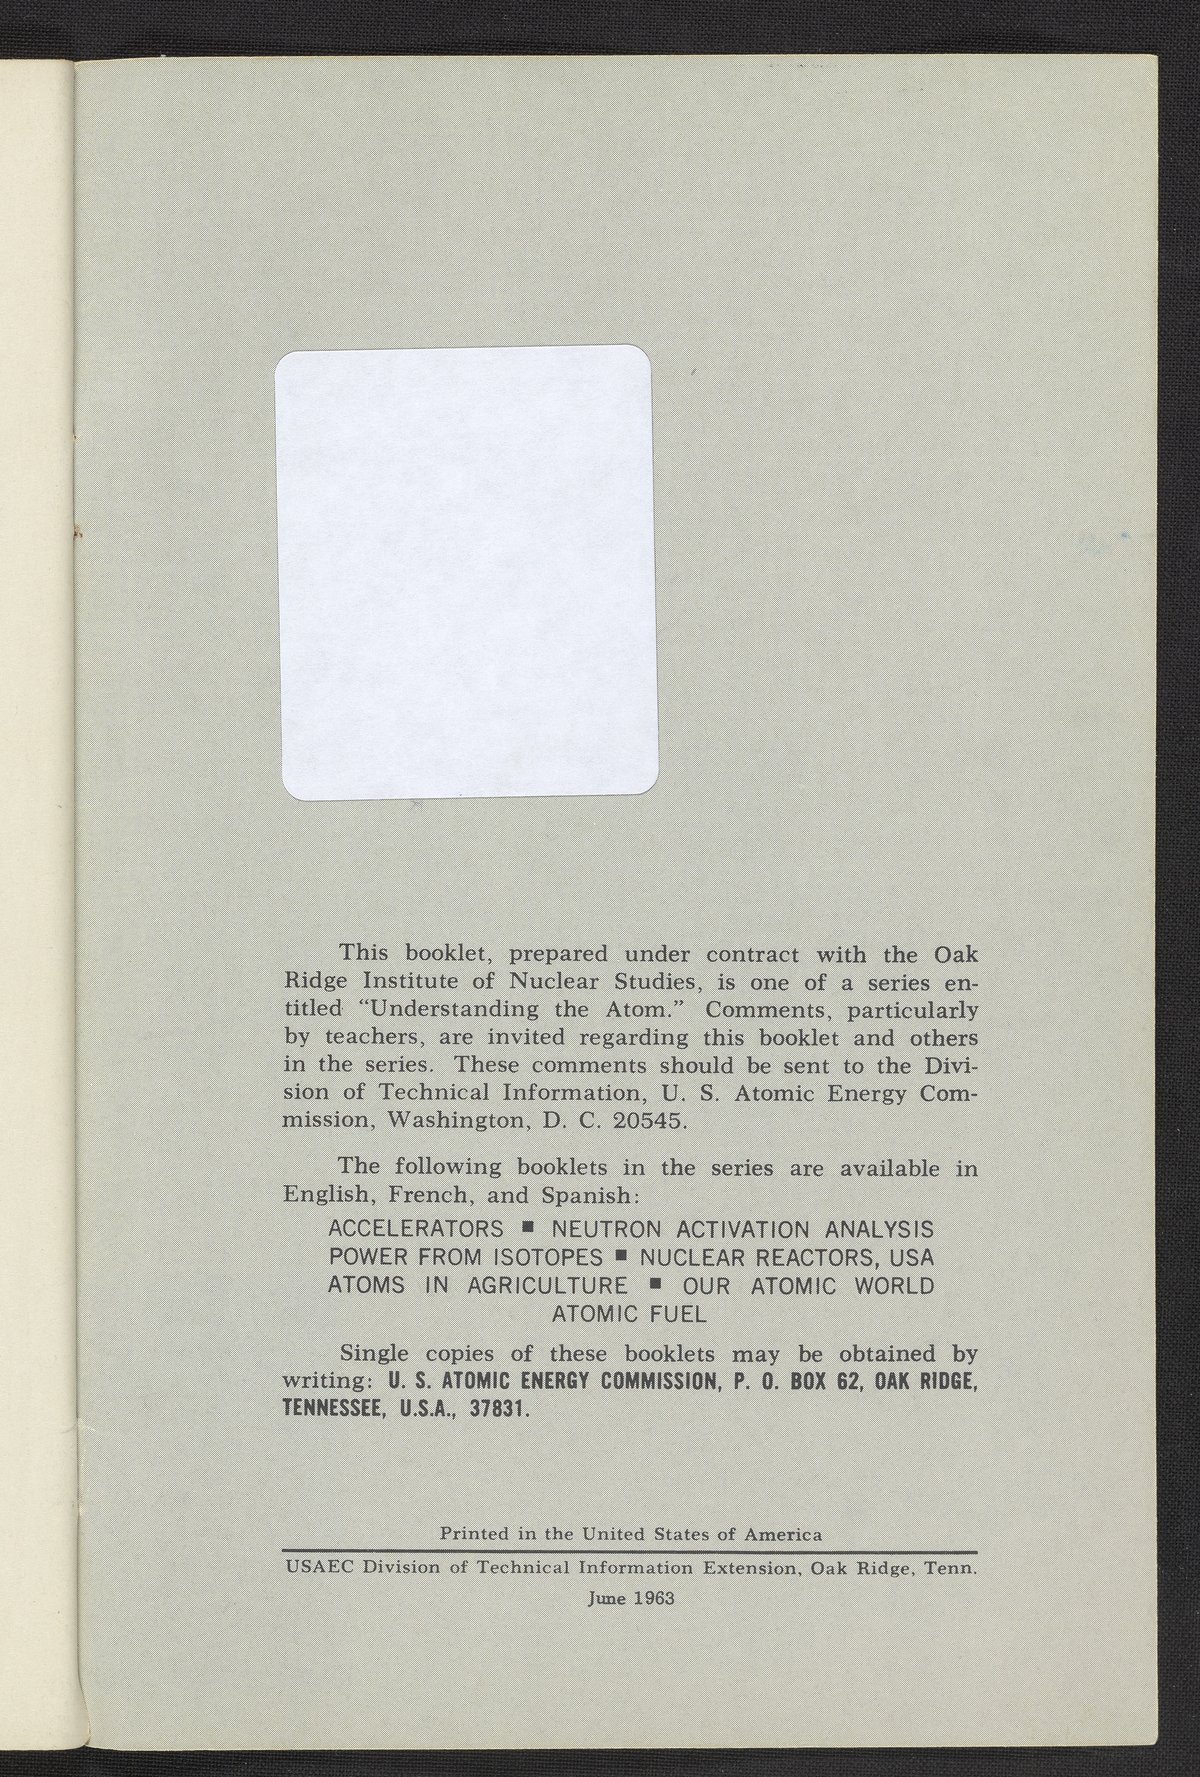 This booklet, prepared under contract with the Oak
Ridge Institute of Nuclear Studies, is one of a series en-
titled “Understanding the Atom.” Comments, particularly
by teachers, are invited regarding this booklet and others
in the series. These comments should be sent to the Divi-
sion of Technical Information, U. S. Atomic Energy Com-
mission, Washington, D. C. 20545.
The following booklets in the series are available in
English, French, and Spanish:
ACCELERATORS ■ NEUTRON ACTIVATION ANALYSIS
POWER FROM ISOTOPES ■ NUCLEAR REACTORS, USA
ATOMS IN AGRICULTURE ■ OUR ATOMIC WORLD
ATOMIC FUEL
Single copies of these booklets may be obtained by
writing: U. S. ATOMIC ENERGY COMMISSION, P. O. BOX 62, OAK RIDGE,
TENNESSEE, U.S.A., 37831.
Printed in the United States of America
USAEC Division of Technical Information Extension, Oak Ridge, Tenn.
June 1963